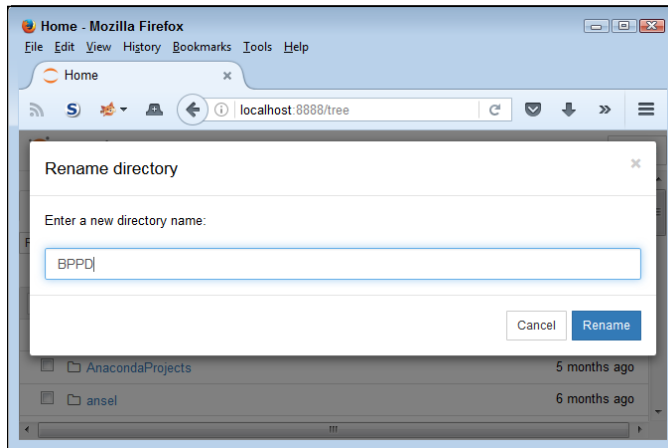 Home - Mozilla Firefox
File Edit View History Bookmarks Tools Help
Home
localhost:8888/tree
Rename directory
Enter a new directory name:
BPPD
Cancel Rename
AnacondaProjects 5 months ago
ansel 6 months ago